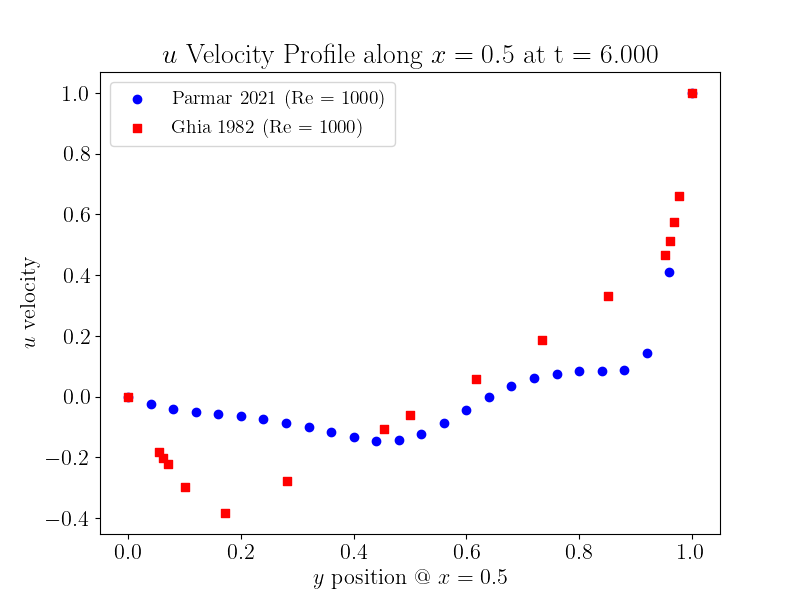 u Velocity Profile along x = 0.5 at t = 6.000
Parmar 2021 (Re = 1000)
Ghia 1982 (Re = 1000)
1.0
0.8
0.6
0.4
0.2
0.0
−0.2
−0.4
u velocity
0.0 0.2 0.4 0.6 0.8 1.0
y position @ x = 0.5